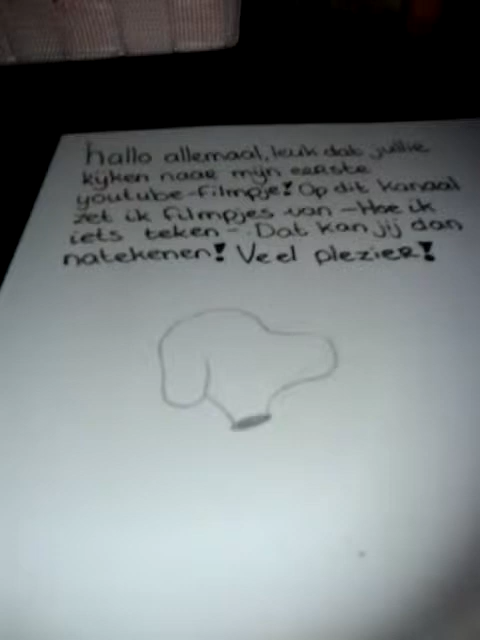 hallo allemaal, leuk dat jullie
kijken naar mijn eerste
youtube-filmpje! Op dit kanaal
zet ik filmpjes van - Hoe ik
iets teken -. Dat kan jij dan
natekenen! Veel plezier!